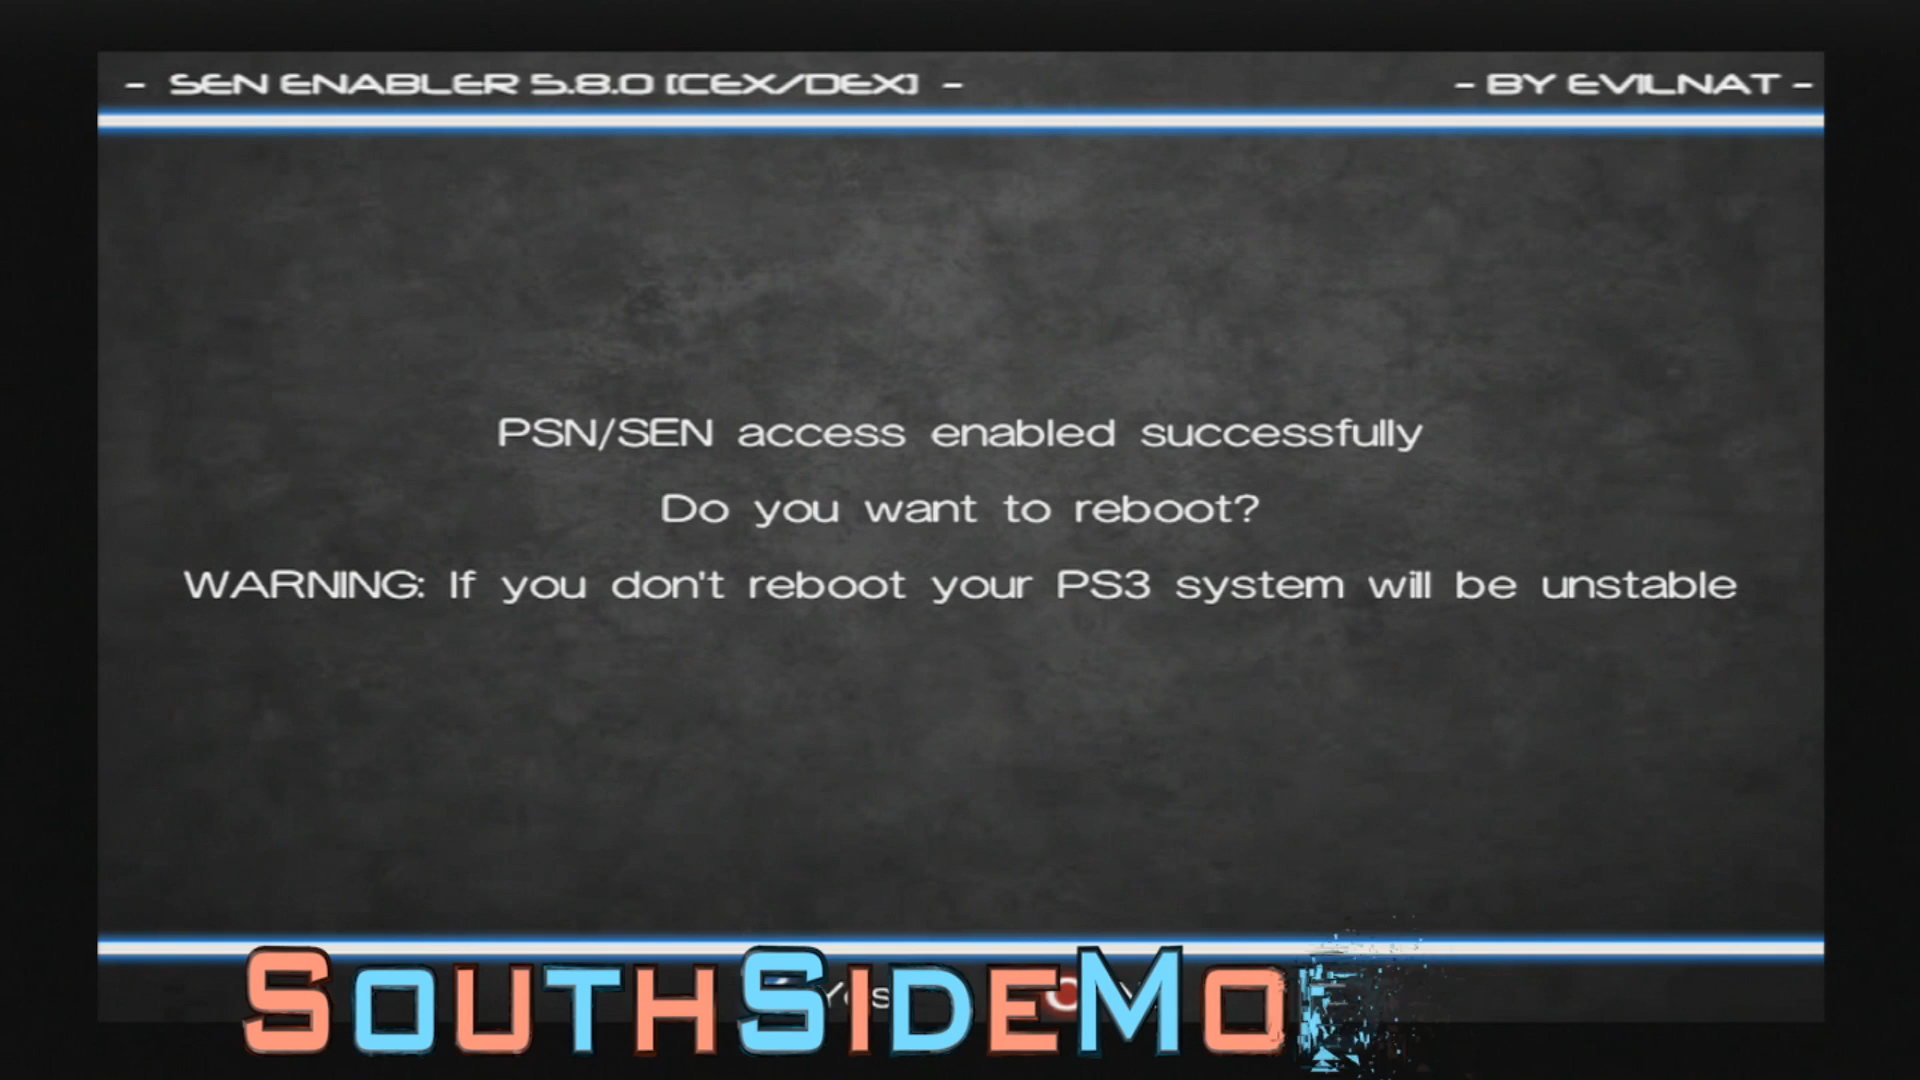 - SEN ENABLER 5.8.0 [CEX/DEX] -
- BY EVILNAT -
PSN/SEN access enabled successfully
Do you want to reboot?
WARNING: If you don't reboot your PS3 system will be unstable
Yes
SOUTHSIDEMO